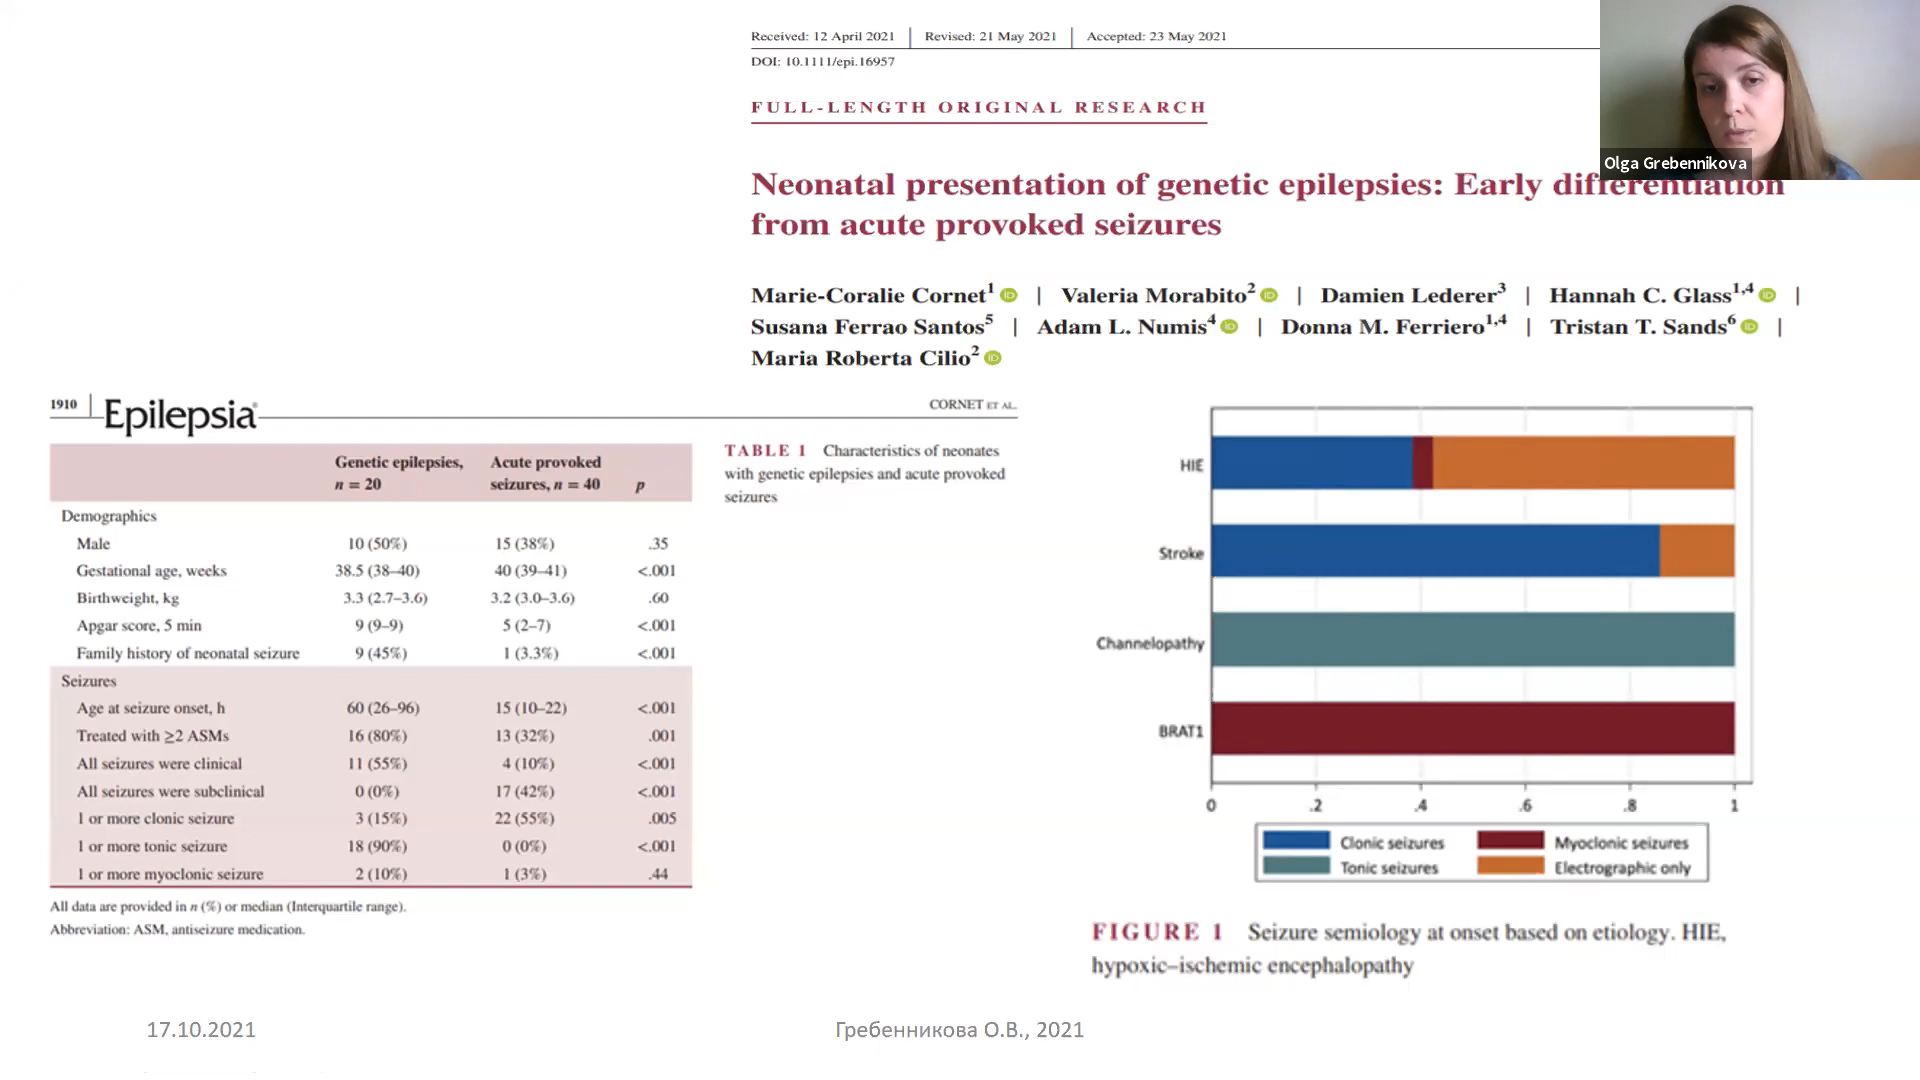 Received: 12 April 2021 | Revised: 21 May 2021 | Accepted: 23 May 2021
DOI: 10.1111/epi.16957
FULL-LENGTH ORIGINAL RESEARCH
Olga Grebennikova
Neonatal presentation of genetic epilepsies: Early differentiation
from acute provoked seizures
Marie-Coralie Cornet1 | Valeria Morabito2 | Damien Lederer3 | Hannah C. Glass1,4 |
Susana Ferrao Santos5 | Adam L. Numis4 | Donna M. Ferriero1,4 | Tristan T. Sands6 |
Maria Roberta Cilio2
1910 | Epilepsia® CORNET ET AL.
Genetic epilepsies, n = 20 Acute provoked seizures, n = 40 p
Demographics
Male 10 (50%) 15 (38%) .35
Gestational age, weeks 38.5 (38–40) 40 (39–41) <.001
Birthweight, kg 3.3 (2.7–3.6) 3.2 (3.0–3.6) .60
Apgar score, 5 min 9 (9–9) 5 (2–7) <.001
Family history of neonatal seizure 9 (45%) 1 (3.3%) <.001
Seizures
Age at seizure onset, h 60 (26–96) 15 (10–22) <.001
Treated with ≥2 ASMs 16 (80%) 13 (32%) .001
All seizures were clinical 11 (55%) 4 (10%) <.001
All seizures were subclinical 0 (0%) 17 (42%) <.001
1 or more clonic seizure 3 (15%) 22 (55%) .005
1 or more tonic seizure 18 (90%) 0 (0%) <.001
1 or more myoclonic seizure 2 (10%) 1 (3%) .44
All data are provided in n (%) or median (Interquartile range).
Abbreviation: ASM, antiseizure medication.
TABLE 1 Characteristics of neonates
with genetic epilepsies and acute provoked
seizures
HIE
Stroke
Channelopathy
BRAT1
0 .2 .4 .6 .8 1
Clonic seizures Myoclonic seizures
Tonic seizures Electrographic only
FIGURE 1 Seizure semiology at onset based on etiology. HIE,
hypoxic–ischemic encephalopathy
17.10.2021
Гребенникова О.В., 2021